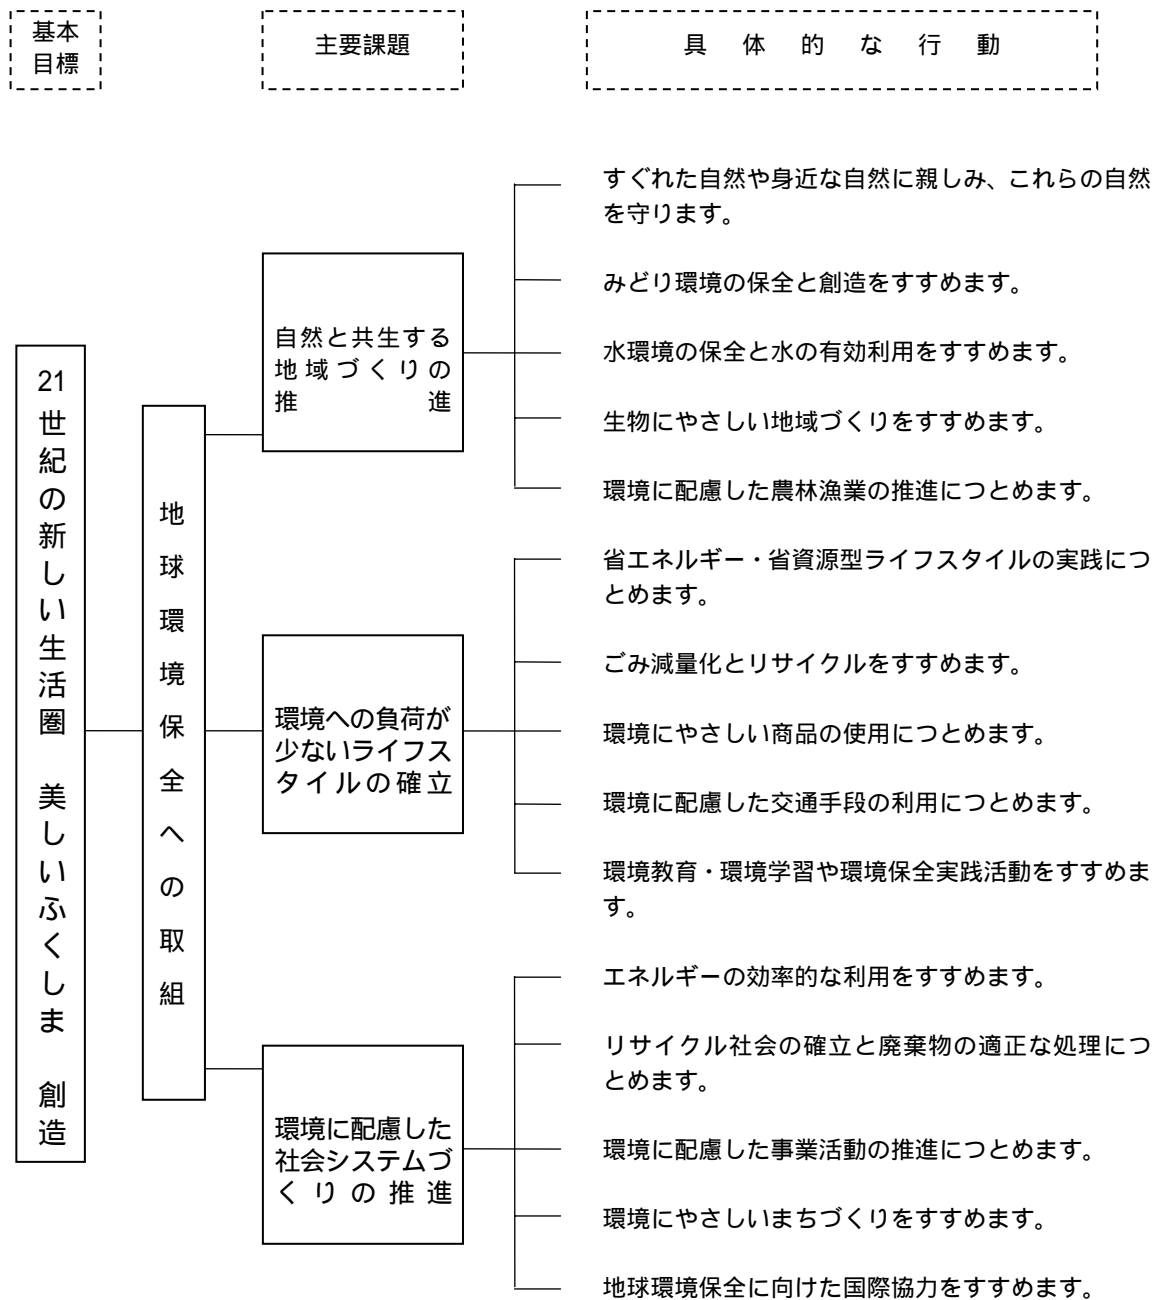 基本
目標
主要課題
具体的な行動
21世紀の新しい生活圏　美しいふくしま　創造
地球環境保全への取組
自然と共生する
地域づくりの
推進
すぐれた自然や身近な自然に親しみ、これらの自然
を守ります。
みどり環境の保全と創造をすすめます。
水環境の保全と水の有効利用をすすめます。
生物にやさしい地域づくりをすすめます。
環境に配慮した農林漁業の推進につとめます。
環境への負荷が
少ないライフス
タイルの確立
省エネルギー・省資源型ライフスタイルの実践につ
とめます。
ごみ減量化とリサイクルをすすめます。
環境にやさしい商品の使用につとめます。
環境に配慮した交通手段の利用につとめます。
環境教育・環境学習や環境保全実践活動をすすめま
す。
環境に配慮した
社会システムづ
くりの推進
エネルギーの効率的な利用をすすめます。
リサイクル社会の確立と廃棄物の適正な処理につ
とめます。
環境に配慮した事業活動の推進につとめます。
環境にやさしいまちづくりをすすめます。
地球環境保全に向けた国際協力をすすめます。